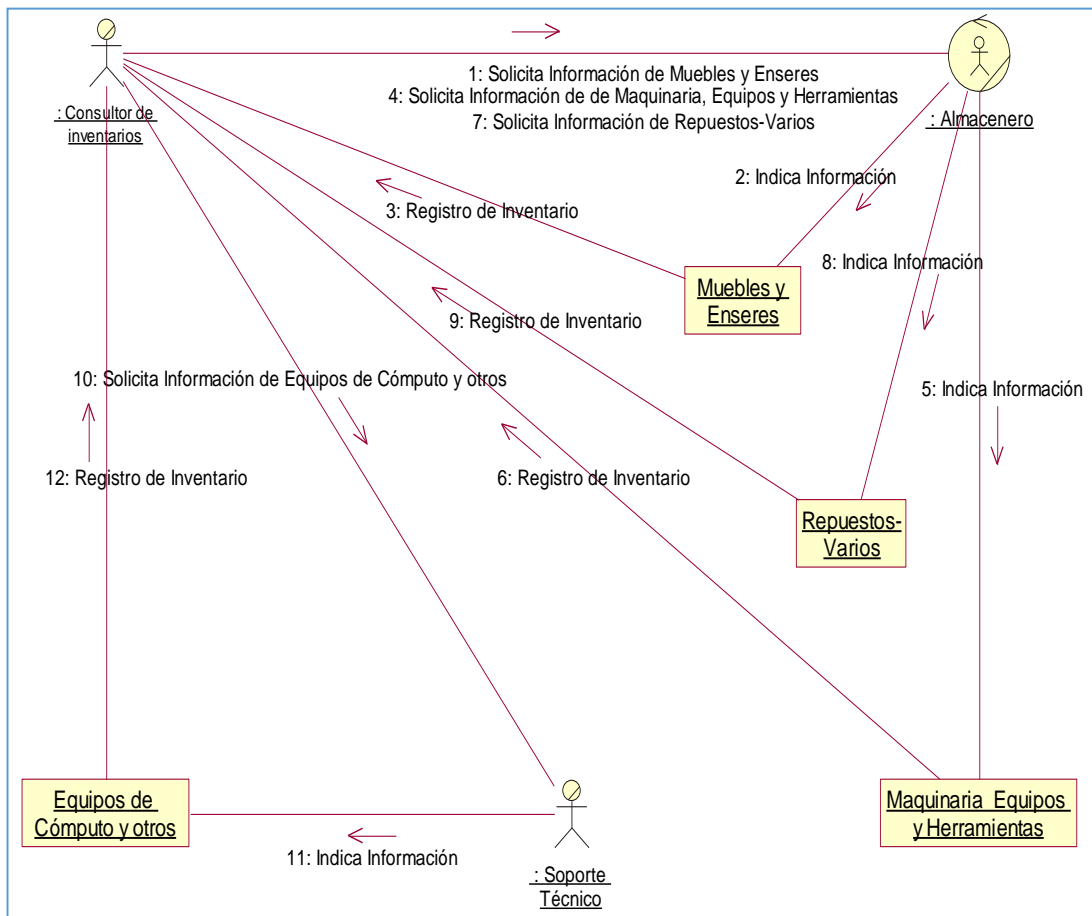 1: Solicita Información de Muebles y Enseres
4: Solicita Información de de Maquinaria, Equipos y Herramientas
7: Solicita Información de Repuestos-Varios
: Consultor de
inventarios
: Almacenero
2: Indica Información
3: Registro de Inventario
8: Indica Información
Muebles y
Enseres
9: Registro de Inventario
10: Solicita Información de Equipos de Cómputo y otros
5: Indica Información
12: Registro de Inventario
6: Registro de Inventario
Repuestos-
Varios
Equipos de
Cómputo y otros
Maquinaria Equipos
y Herramientas
11: Indica Información
: Soporte
Técnico